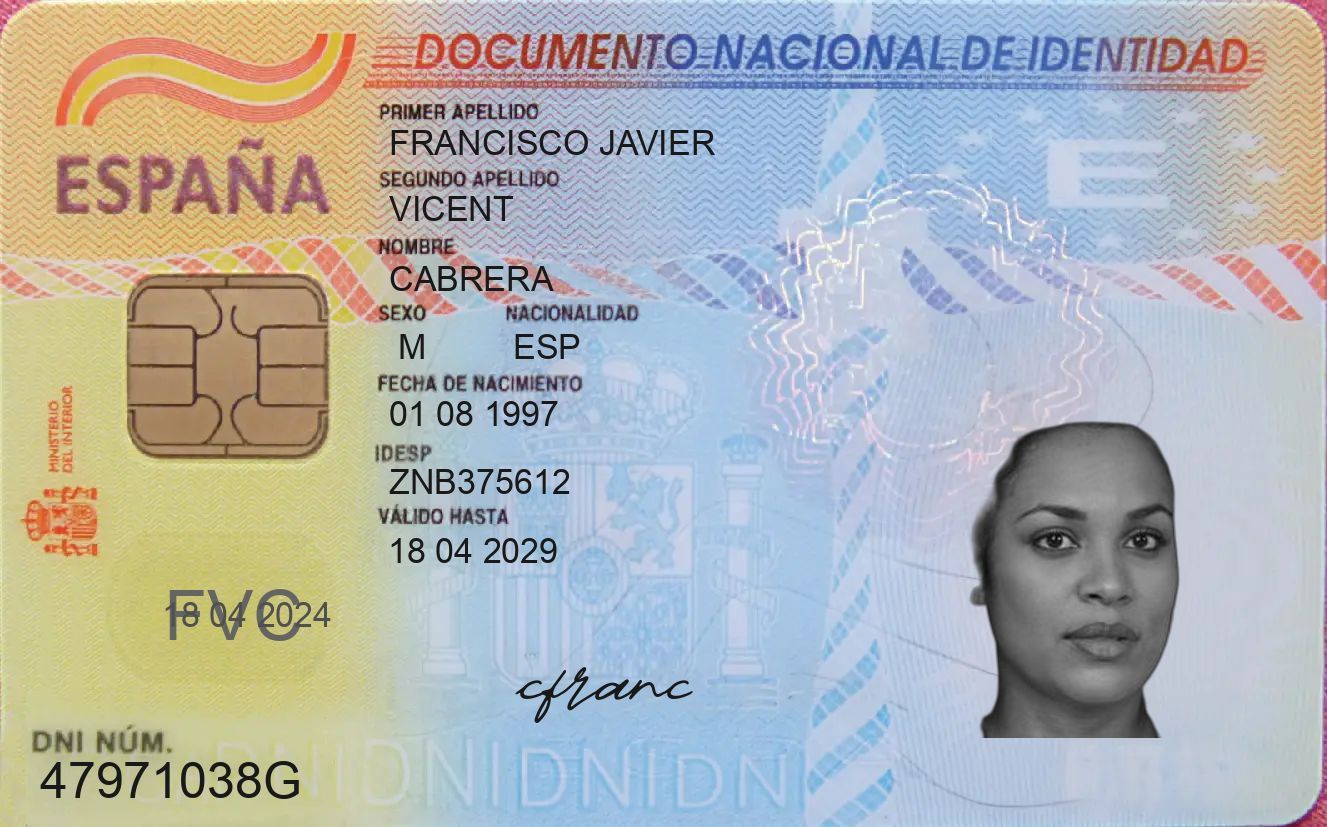 DOCUMENTO NACIONAL DE IDENTIDAD
ESPAÑA
PRIMER APELLIDO
FRANCISCO JAVIER
SEGUNDO APELLIDO
VICENT
NOMBRE
CABRERA
SEXO NACIONALIDAD
M ESP
FECHA DE NACIMIENTO
01 08 1997
IDESP
ZNB375612
VÁLIDO HASTA
18 04 2029
MINISTERIO
DEL INTERIOR
E
FVC
18 04 2024
cfranc
DNI NÚM.
47971038G
DNIDNIDNIDNIDNI